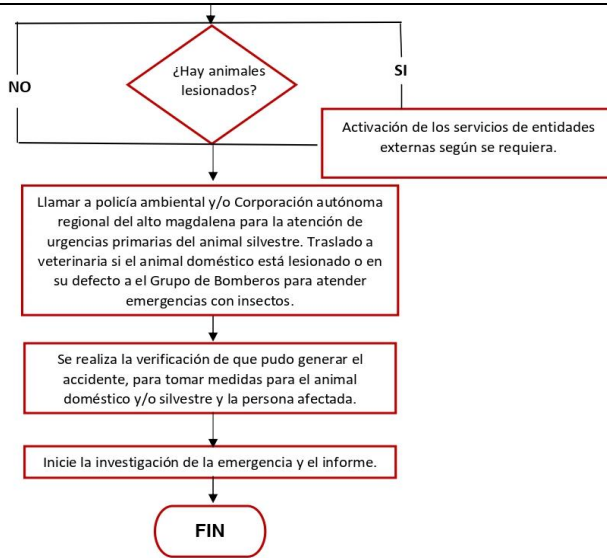 ¿Hay animales
lesionados?
NO
SI
Activación de los servicios de entidades
externas según se requiera.
Llamar a policía ambiental y/o Corporación autónoma
regional del alto magdalena para la atención de
urgencias primarias del animal silvestre. Traslado a
veterinaria si el animal doméstico está lesionado o en
su defecto a el Grupo de Bomberos para atender
emergencias con insectos.
Se realiza la verificación de que pudo generar el
accidente, para tomar medidas para el animal
doméstico y/o silvestre y la persona afectada.
Inicie la investigación de la emergencia y el informe.
FIN